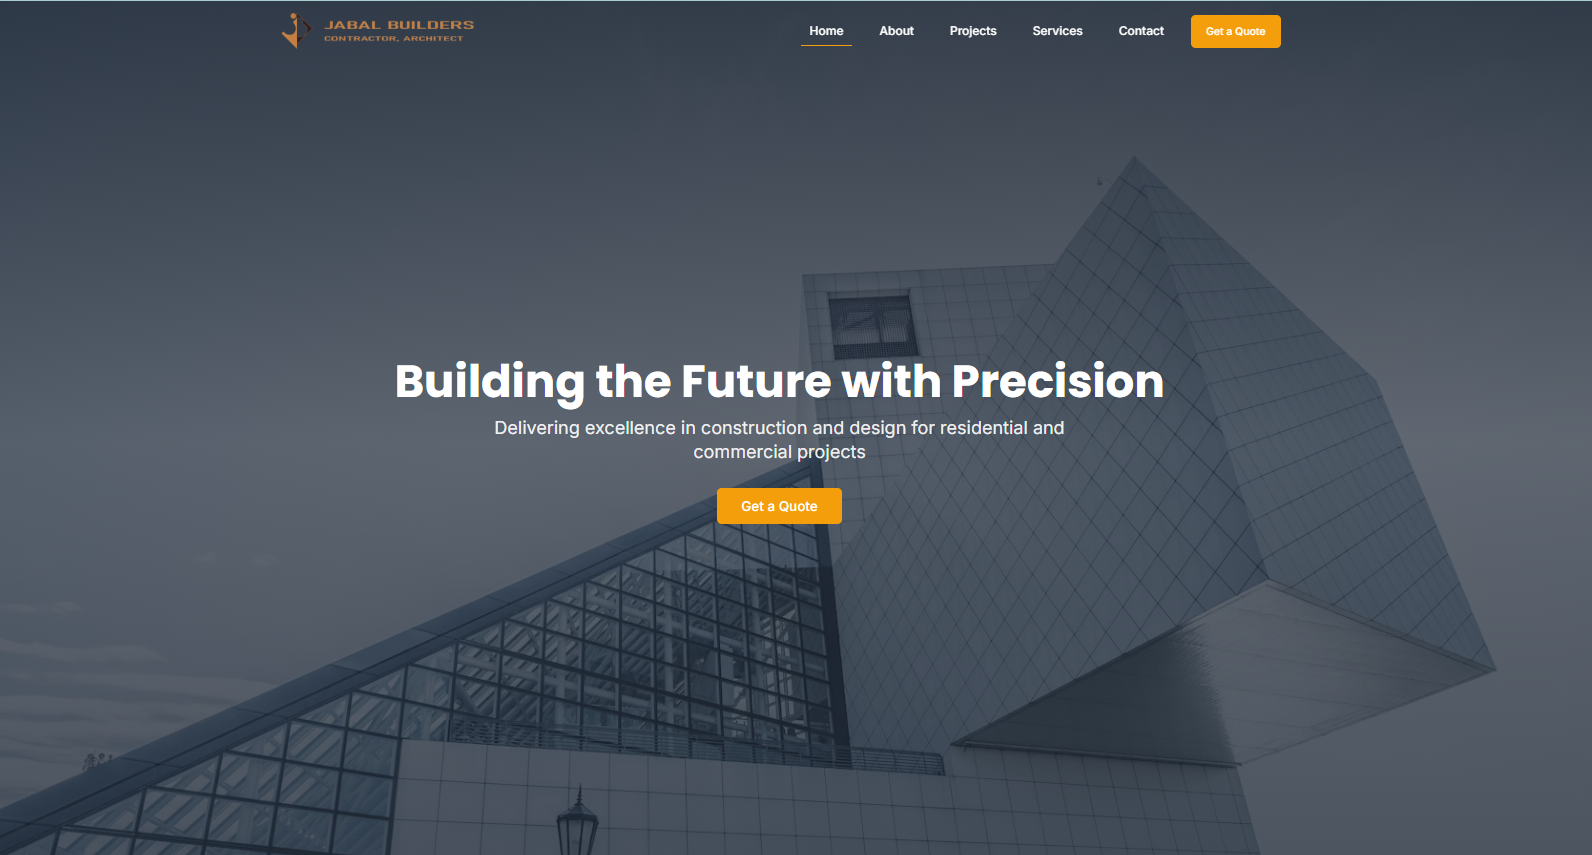 JABAL BUILDERS
CONTRACTOR, ARCHITECT
Home About Projects Services Contact Get a Quote
Building the Future with Precision
Delivering excellence in construction and design for residential and
commercial projects
Get a Quote